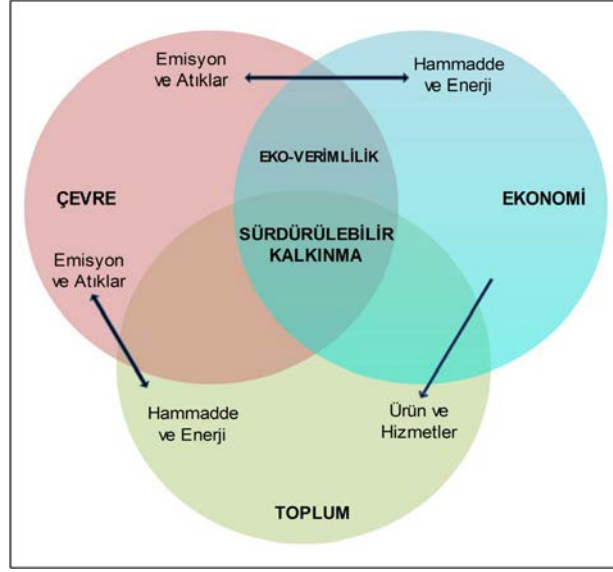 Emisyon
ve Atıklar
Hammadde
ve Enerji
EKO-VERİMLİLİK
ÇEVRE
EKONOMİ
SÜRDÜRÜLEBİLİR
KALKINMA
Emisyon
ve Atıklar
Hammadde
ve Enerji
Ürün ve
Hizmetler
TOPLUM